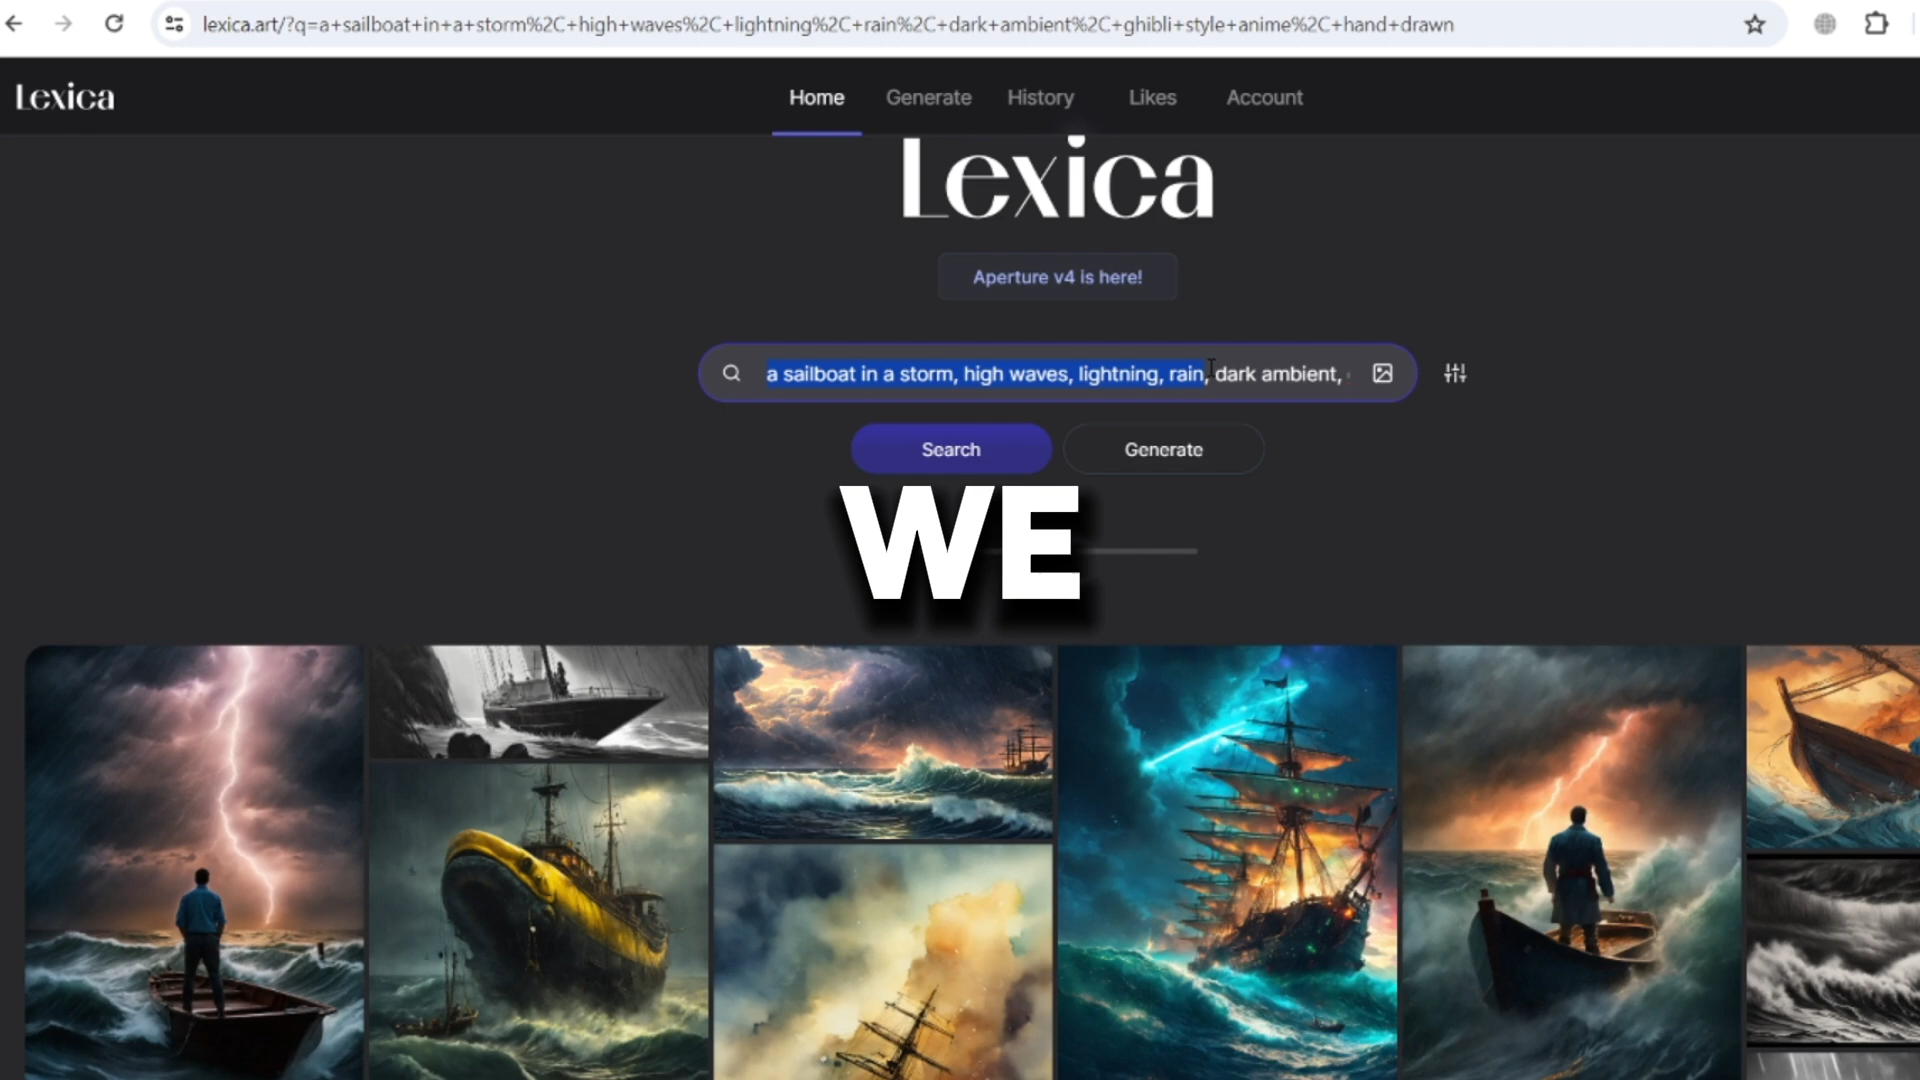 lexica.art/?q=a+sailboat+in+a+storm%2C+high+waves%2C+lightning%2C+rain%2C+dark+ambient%2C+ghibli+style+anime%2C+hand+drawn
Lexica
Home
Generate
History
Likes
Account
Lexica
Aperture v4 is here!
a sailboat in a storm, high waves, lightning, rain, dark ambient,
Search
Generate
WE